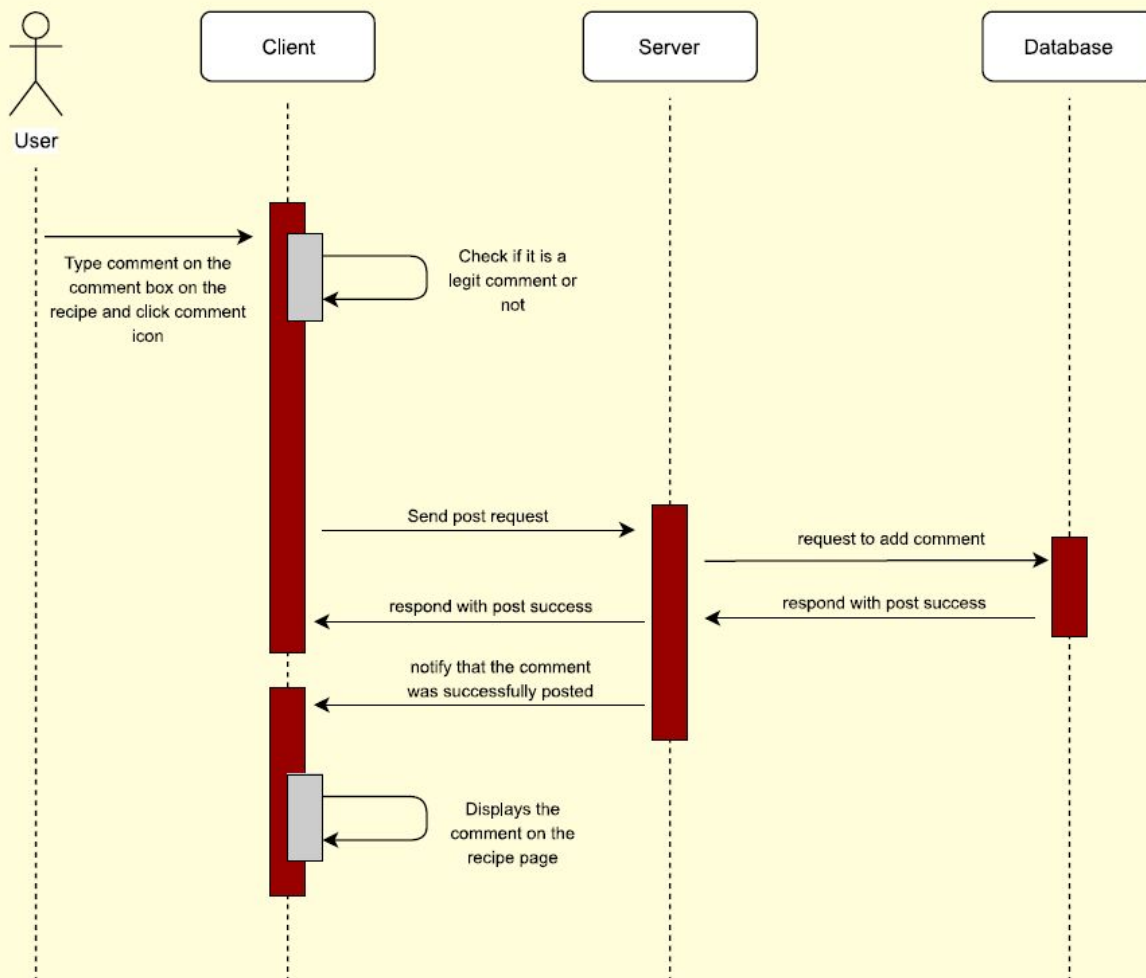 Client
Server
Database
User
Type comment on the
comment box on the
recipe and click comment
icon
Check if it is a
legit comment or
not
Send post request
request to add comment
respond with post success
respond with post success
notify that the comment
was successfully posted
Displays the
comment on the
recipe page